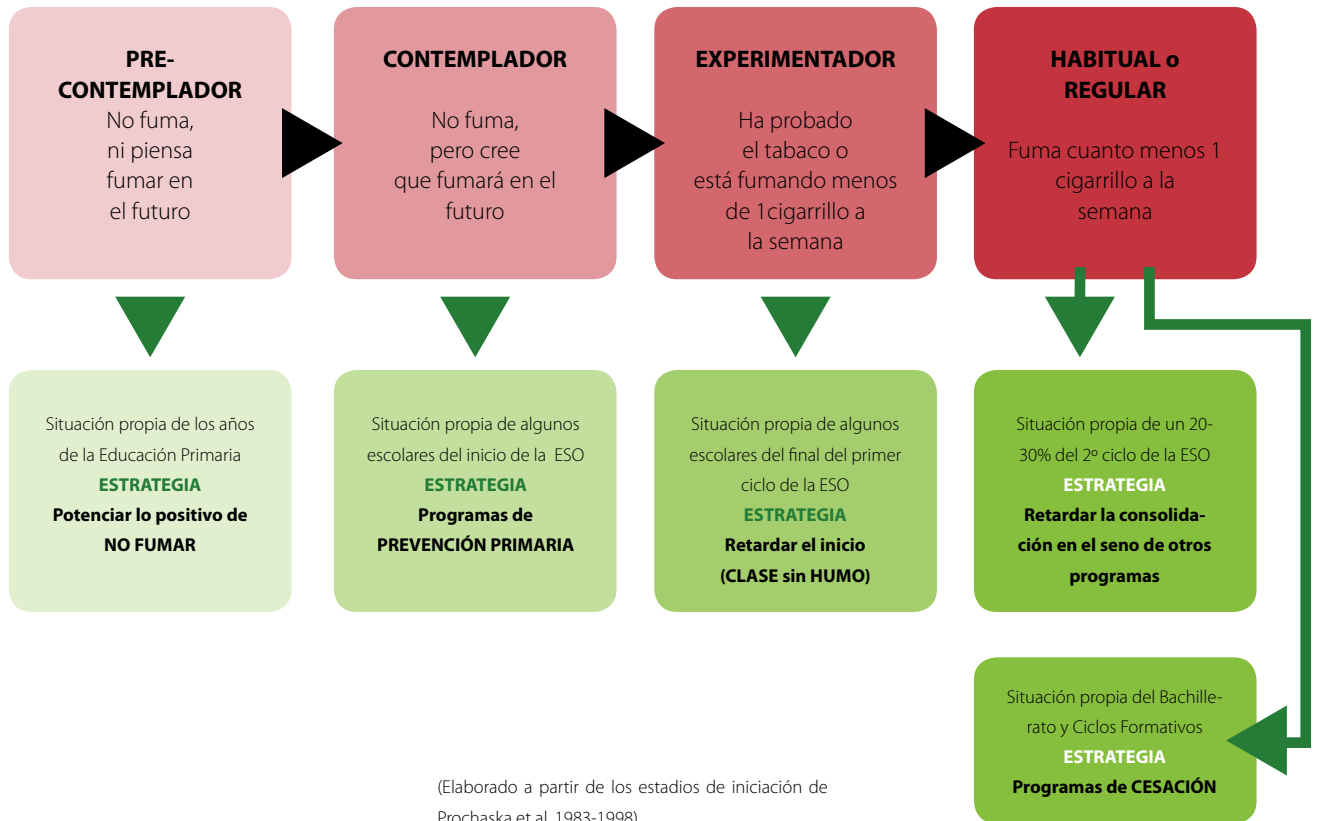 PRE-
CONTEMPLADOR
No fuma,
ni piensa
fumar en
el futuro
CONTEMPLADOR
No fuma,
pero cree
que fumará en el
futuro
EXPERIMENTADOR
Ha probado
el tabaco o
está fumando menos
de 1cigarrillo a
la semana
HABITUAL o
REGULAR
Fuma cuanto menos 1
cigarrillo a la
semana
Situación propia de los años
de la Educación Primaria
ESTRATEGIA
Potenciar lo positivo de
NO FUMAR
Situación propia de algunos
escolares del inicio de la ESO
ESTRATEGIA
Programas de
PREVENCIÓN PRIMARIA
Situación propia de algunos
escolares del final del primer
ciclo de la ESO
ESTRATEGIA
Retardar el inicio
(CLASE sin HUMO)
Situación propia de un 20-
30% del 2º ciclo de la ESO
ESTRATEGIA
Retardar la consolida-
ción en el seno de otros
programas
Situación propia del Bachille-
rato y Ciclos Formativos
ESTRATEGIA
Programas de CESACIÓN
(Elaborado a partir de los estadios de iniciación de
Prochaska et al, 1983-1998)